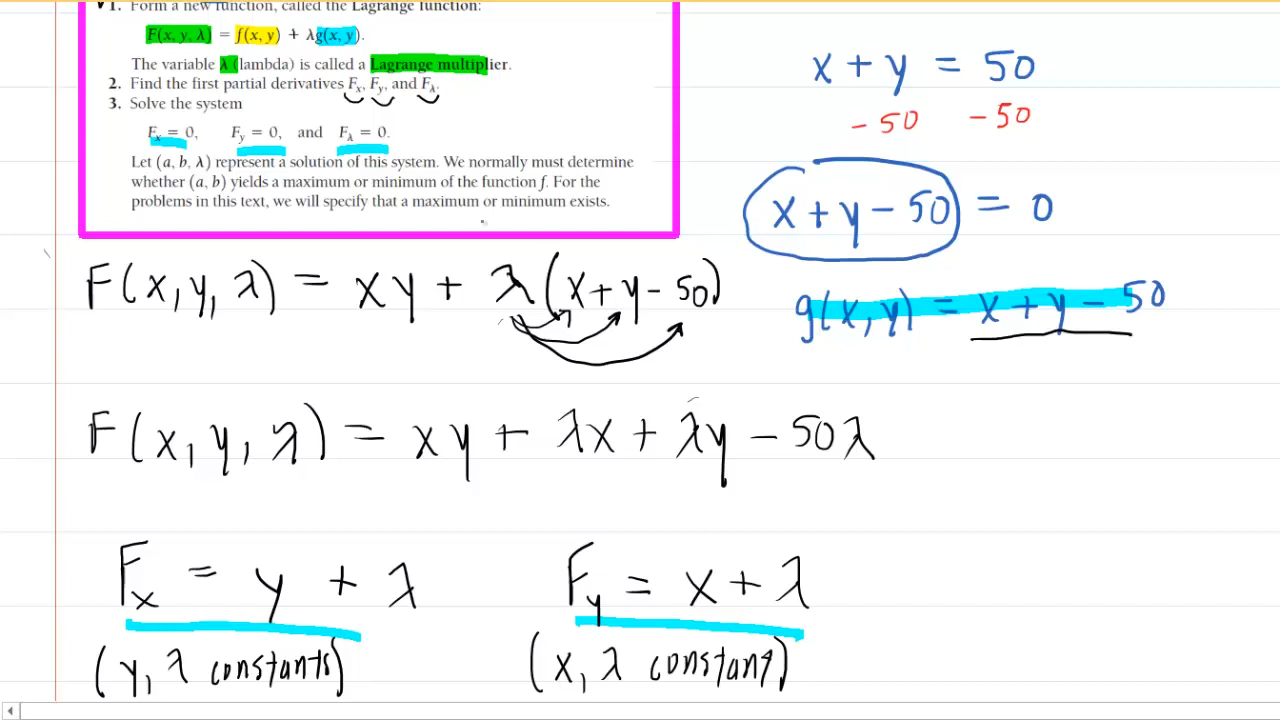 1. Form a new function, called the Lagrange function:
F(x, y, λ) = f(x, y) + λg(x, y).
The variable λ (lambda) is called a Lagrange multiplier.
2. Find the first partial derivatives Fx, Fy, and Fλ.
3. Solve the system
Fx = 0, Fy = 0, and Fλ = 0.
Let (a, b, λ) represent a solution of this system. We normally must determine
whether (a, b) yields a maximum or minimum of the function f. For the
problems in this text, we will specify that a maximum or minimum exists.
x + y = 50
- 50 - 50
x + y - 50 = 0
g(x, y) = x + y - 50
F(x, y, λ) = xy + λ(x + y - 50)
F(x, y, λ) = xy + λx + λy - 50λ
Fx = y + λ Fy = x + λ
(y, λ constants) (x, λ constant)